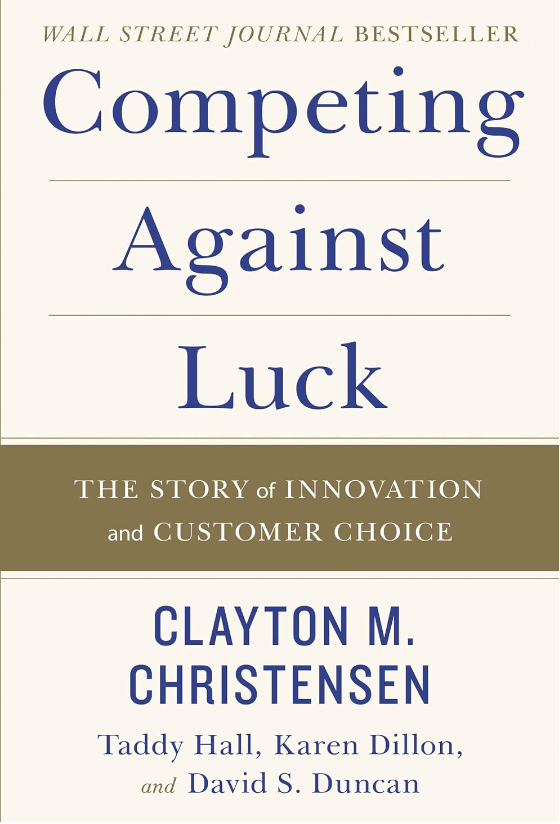 WALL STREET JOURNAL BESTSELLER
Competing
Against
Luck
THE STORY of INNOVATION
and CUSTOMER CHOICE
CLAYTON M.
CHRISTENSEN
Taddy Hall, Karen Dillon,
and David S. Duncan